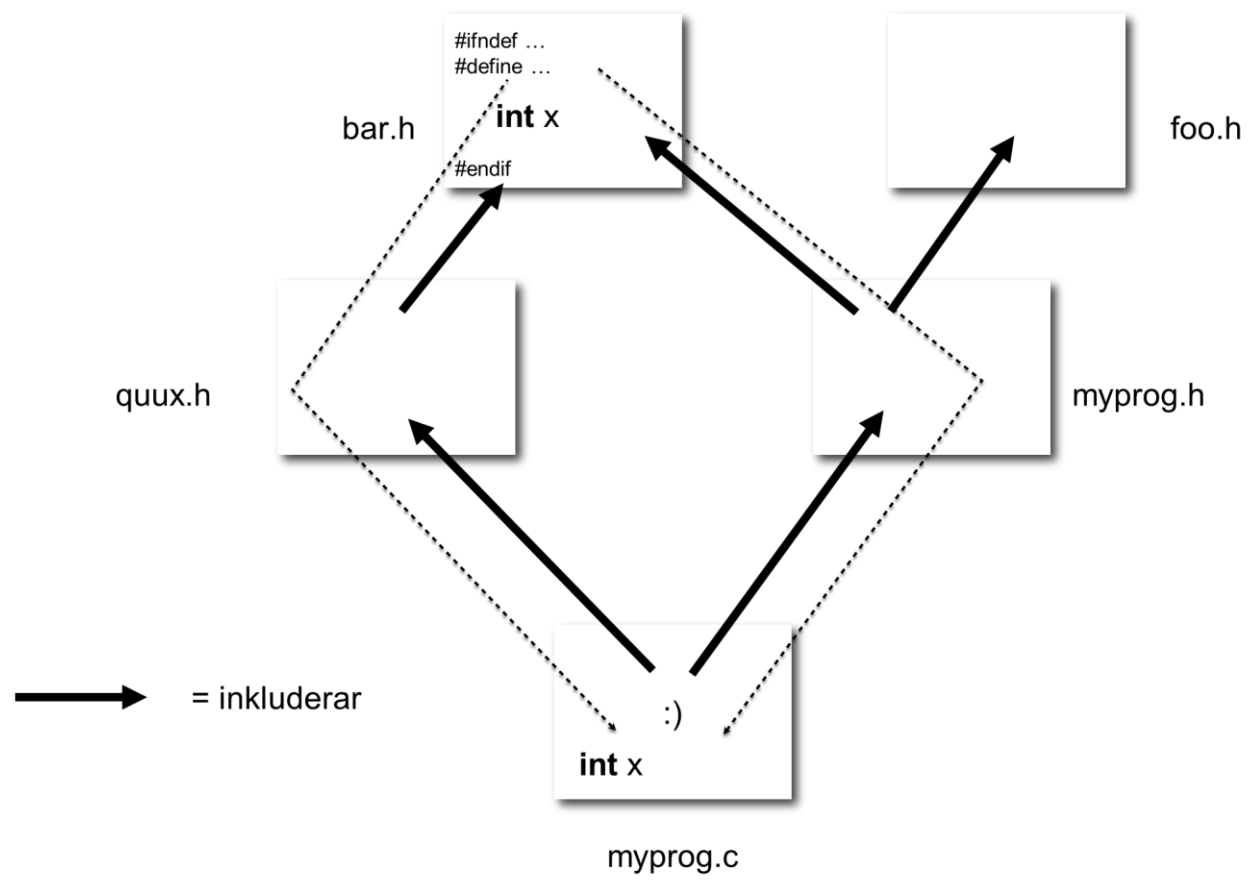 #ifndef …
#define …
int x
#endif
bar.h
foo.h
quux.h
myprog.h
= inkluderar
:)
int x
myprog.c